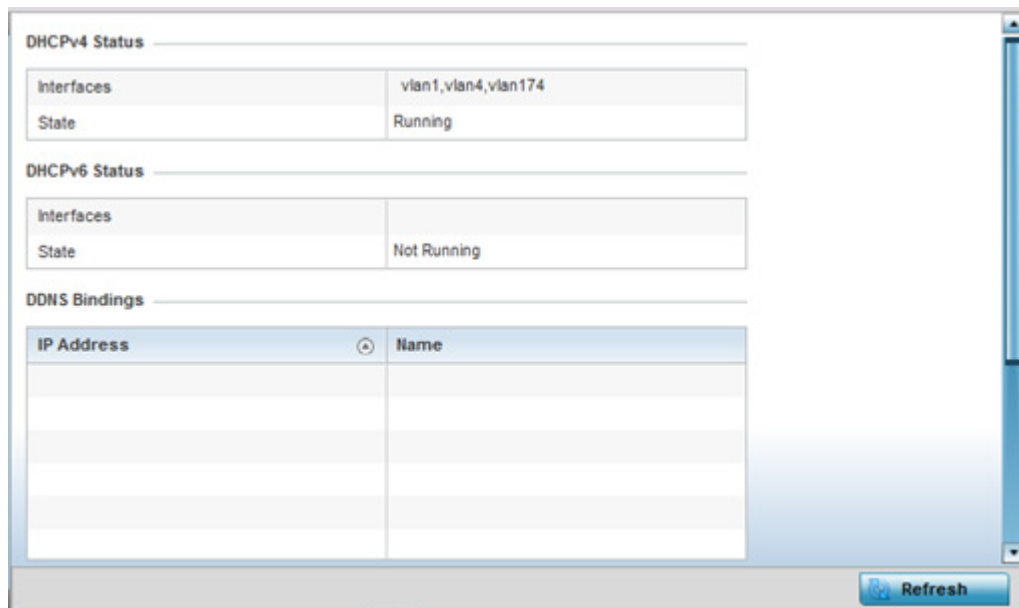 DHCPv4 Status
Interfaces vlan1,vlan4,vlan174
State Running
DHCPv6 Status
Interfaces
State Not Running
DDNS Bindings
IP Address Name
Refresh